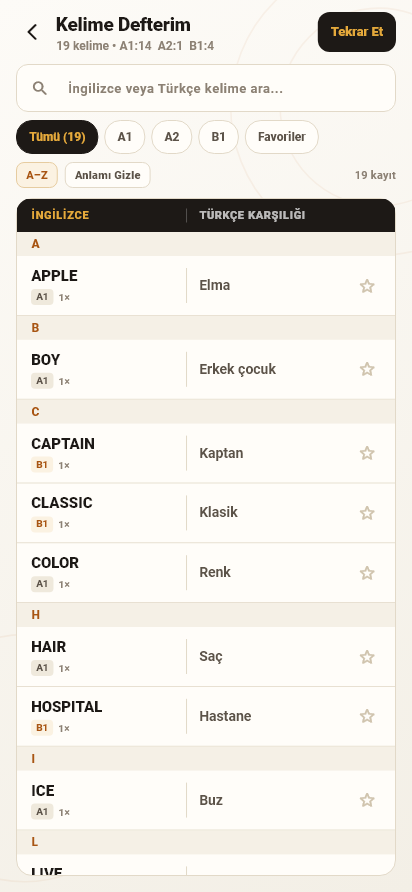 Kelime Defterim
19 kelime • A1:14 A2:1 B1:4
Tekrar Et
İngilizce veya Türkçe kelime ara...
Tümü (19) A1 A2 B1 Favoriler
A–Z Anlamı Gizle 19 kayıt
İNGİLİZCE TÜRKÇE KARŞILIĞI
A
APPLE Elma
A1 1×
B
BOY Erkek çocuk
A1 1×
C
CAPTAIN Kaptan
B1 1×
CLASSIC Klasik
B1 1×
COLOR Renk
A1 1×
H
HAIR Saç
A1 1×
HOSPITAL Hastane
B1 1×
I
ICE Buz
A1 1×
L
LIVE